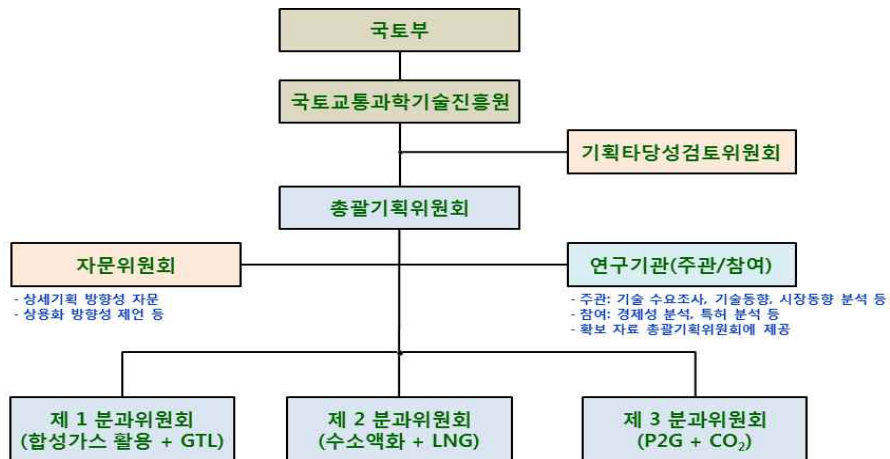 국토부
국토교통과학기술진흥원
기획타당성검토위원회
총괄기획위원회
자문위원회
- 상세기획 방향성 자문
- 상용화 방향성 제언 등
연구기관(주관/참여)
- 주관: 기술 수요조사, 기술동향, 시장동향 분석 등
- 참여: 경제성 분석, 특허 분석 등
- 확보 자료 총괄기획위원회에 제공
제 1 분과위원회
(합성가스 활용 + GTL)
제 2 분과위원회
(수소액화 + LNG)
제 3 분과위원회
(P2G + CO₂)